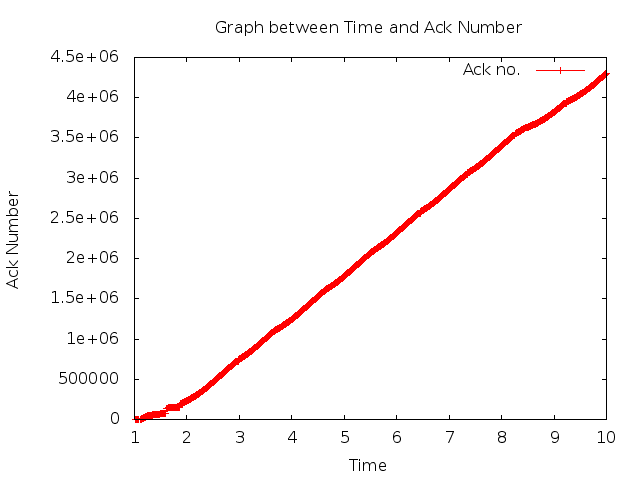 Graph between Time and Ack Number
Ack no.
Ack Number
4.5e+06
4e+06
3.5e+06
3e+06
2.5e+06
2e+06
1.5e+06
1e+06
500000
0
1 2 3 4 5 6 7 8 9 10
Time